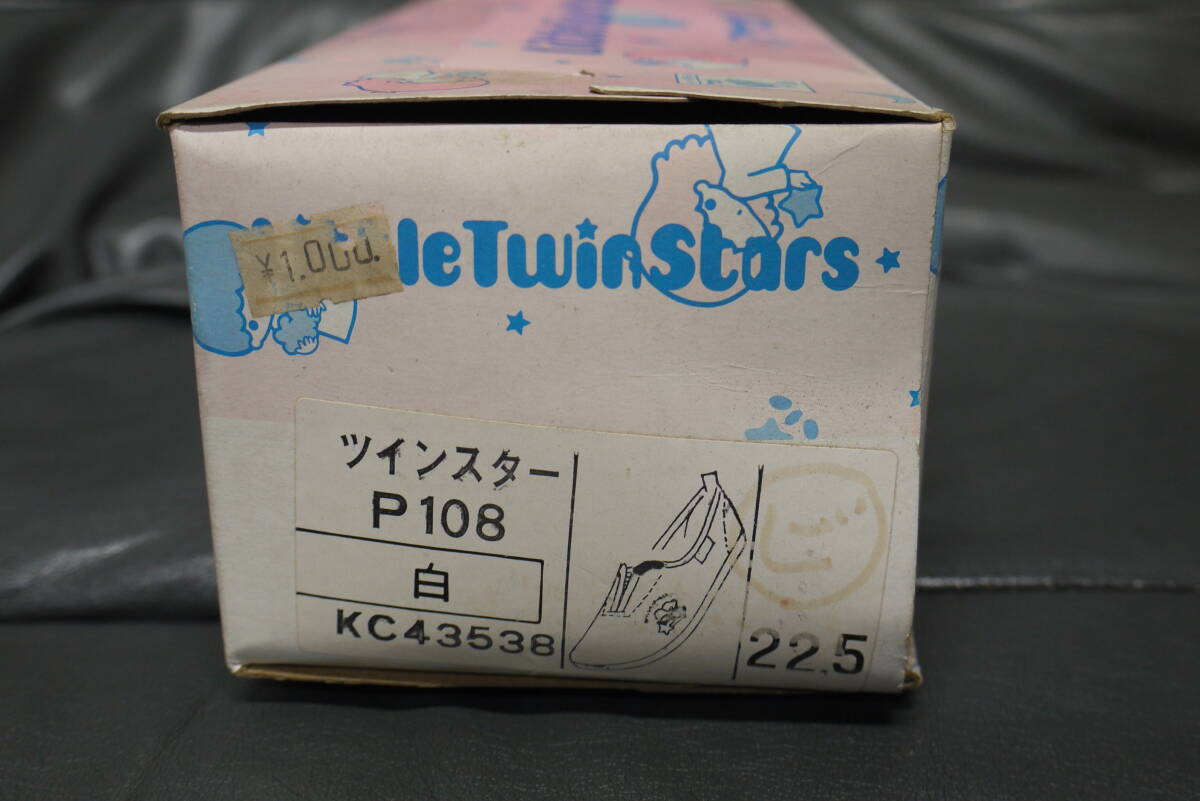 ¥1,000.
leTwinStars
ツインスター
P108
白
KC43538
22.5